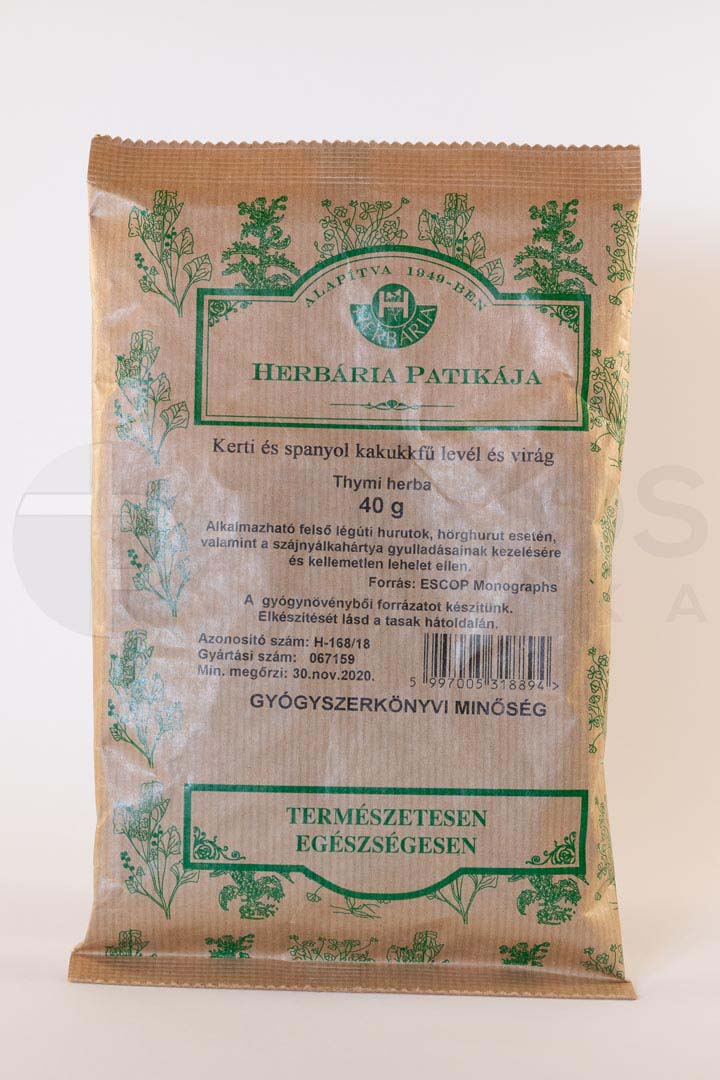 ALAPÍTVA 1949-BEN
H
HERBÁRIA
HERBÁRIA PATIKÁJA
Kerti és spanyol kakukkfű levél és virág
Thymi herba
40 g
Alkalmazható felső légúti hurutok, hörghurut esetén,
valamint a szájnyálkahártya gyulladásainak kezelésére
és kellemetlen lehelet ellen.
Forrás: ESCOP Monographs
A gyógynövényből forrázatot készítünk.
Elkészítését lásd a tasak hátoldalán.
Azonosító szám: H-168/18
Gyártási szám: 067159
Min. megőrzi: 30.nov.2020.
5 997005 318894 >
GYÓGYSZERKÖNYVI MINŐSÉG
TERMÉSZETESEN
EGÉSZSÉGESEN